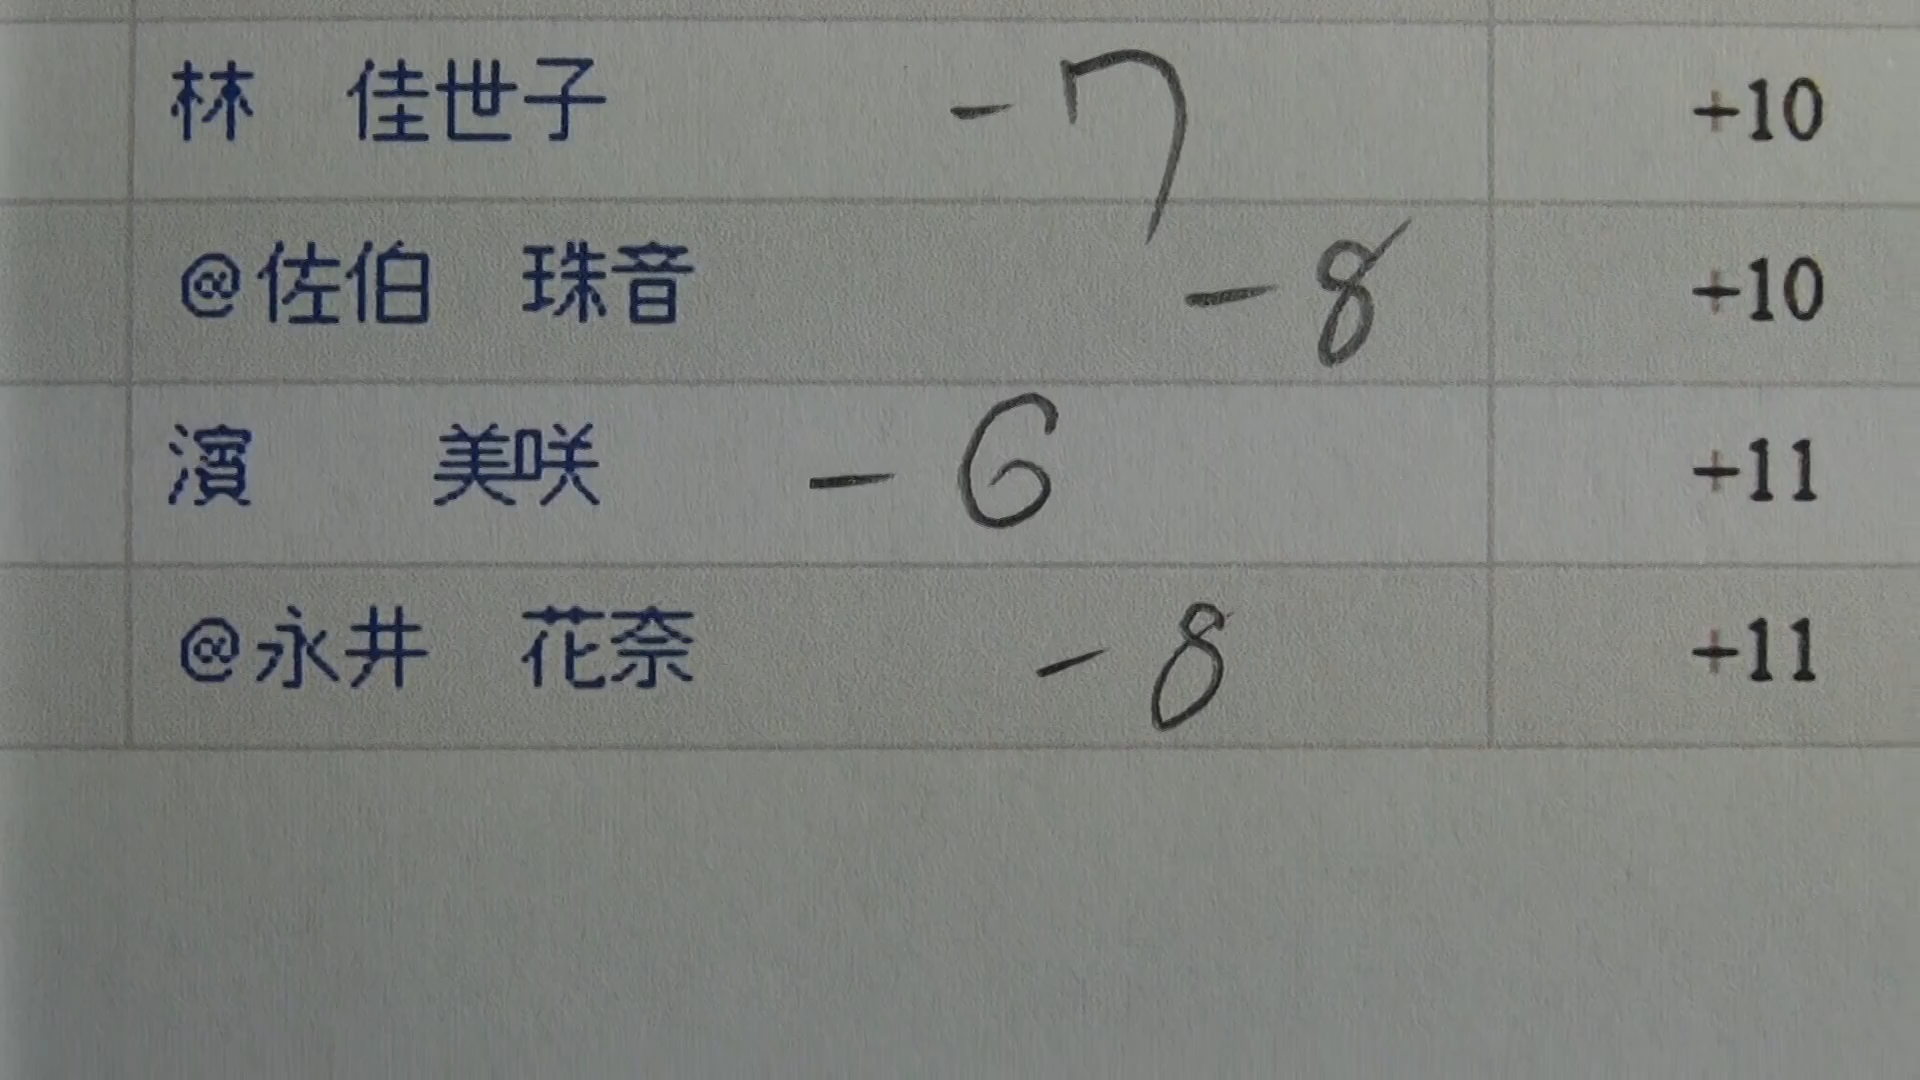 林　佳世子 -7 +10
@佐伯　珠音 -8 +10
濱　　美咲 -6 +11
@永井　花奈 -8 +11